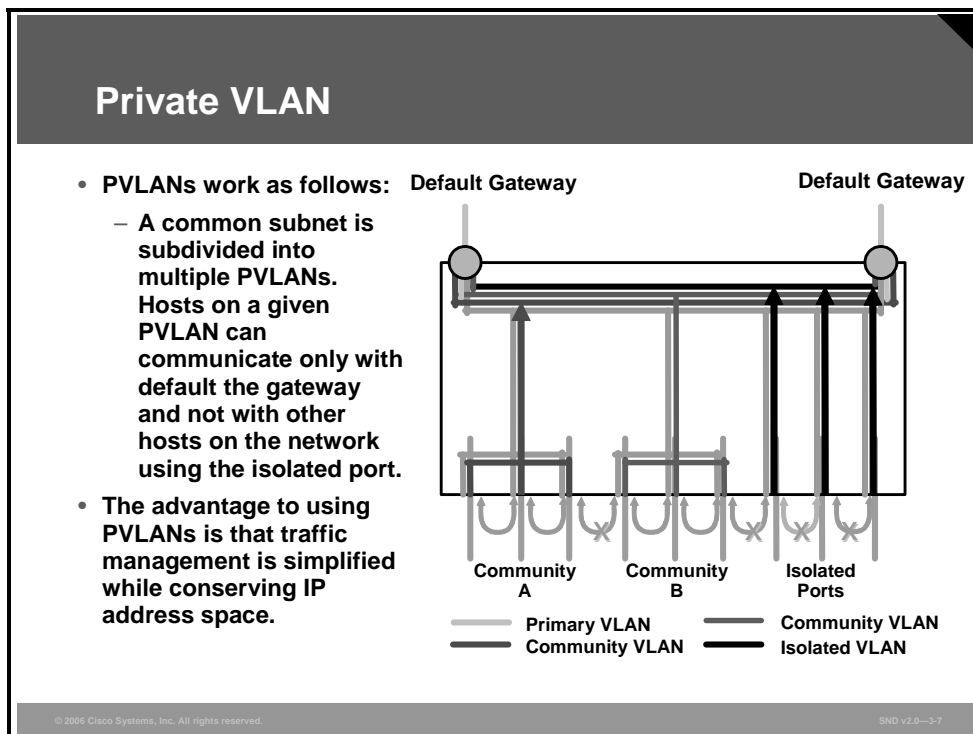 Private VLAN
• PVLANs work as follows:
– A common subnet is
subdivided into
multiple PVLANs.
Hosts on a given
PVLAN can
communicate only with
default the gateway
and not with other
hosts on the network
using the isolated port.
• The advantage to using
PVLANs is that traffic
management is simplified
while conserving IP
address space.
Default Gateway
Default Gateway
X
X
X
X
Community
A
Community
B
Isolated
Ports
Primary VLAN
Community VLAN
Community VLAN
Isolated VLAN
© 2006 Cisco Systems, Inc. All rights reserved.
SND v2.0—3-7